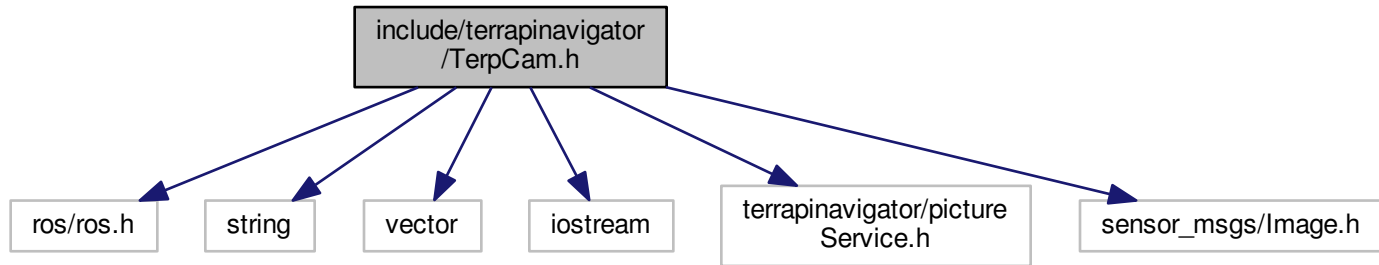 include/terrapinavigator
/TerpCam.h
ros/ros.h
string
vector
iostream
terrapinavigator/picture
Service.h
sensor_msgs/Image.h